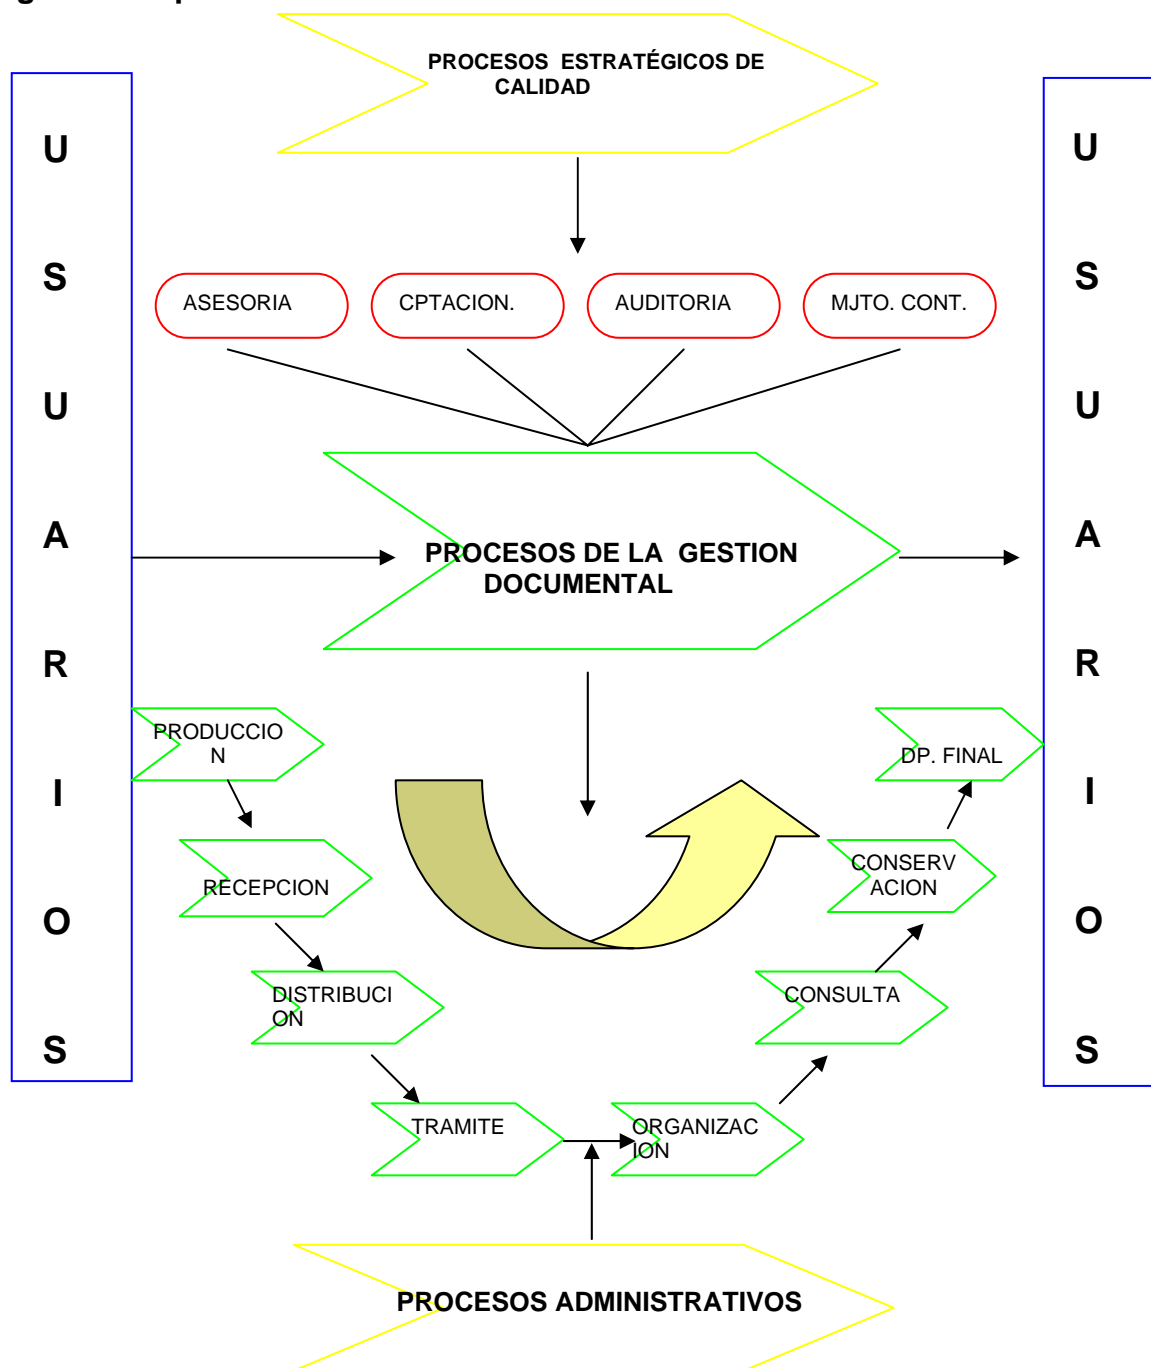 PROCESOS ESTRATÉGICOS DE
CALIDAD
U
S
U
A
R
I
O
S
U
S
U
A
R
I
O
S
ASESORIA
CPTACION.
AUDITORIA
MJTO. CONT.
PROCESOS DE LA GESTION
DOCUMENTAL
PRODUCCIO
N
RECEPCION
DISTRIBUCI
ON
TRAMITE
ORGANIZAC
ION
CONSULTA
CONSERV
ACION
DP. FINAL
PROCESOS ADMINISTRATIVOS